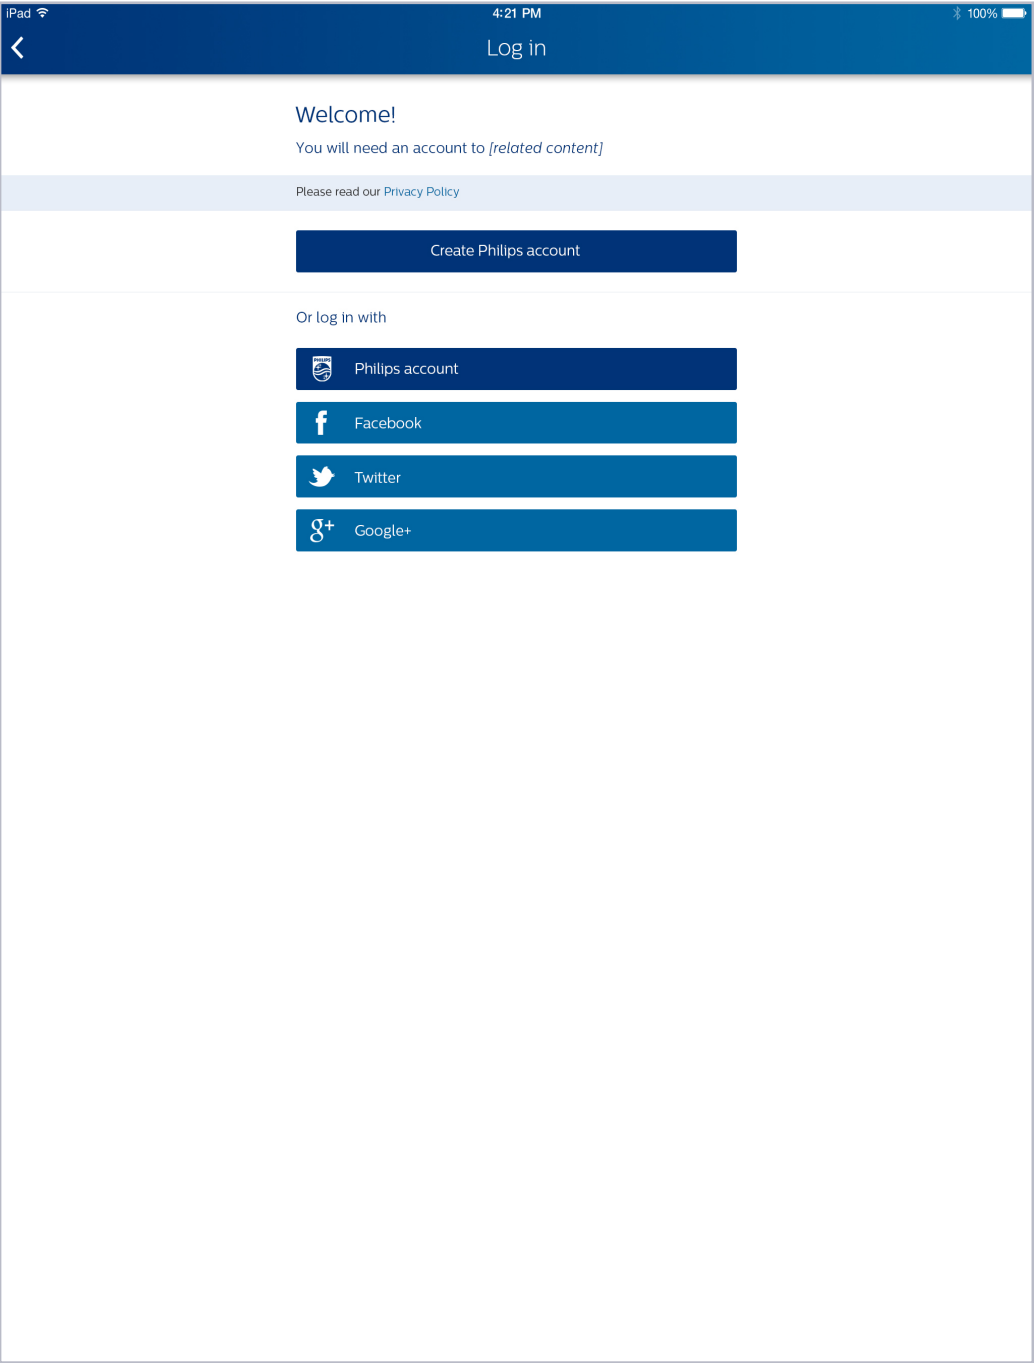 iPad 4:21 PM 100%
Log in
Welcome!
You will need an account to [related content]
Please read our Privacy Policy
Create Philips account
Or log in with
PHILIPS Philips account
Facebook
Twitter
g+ Google+